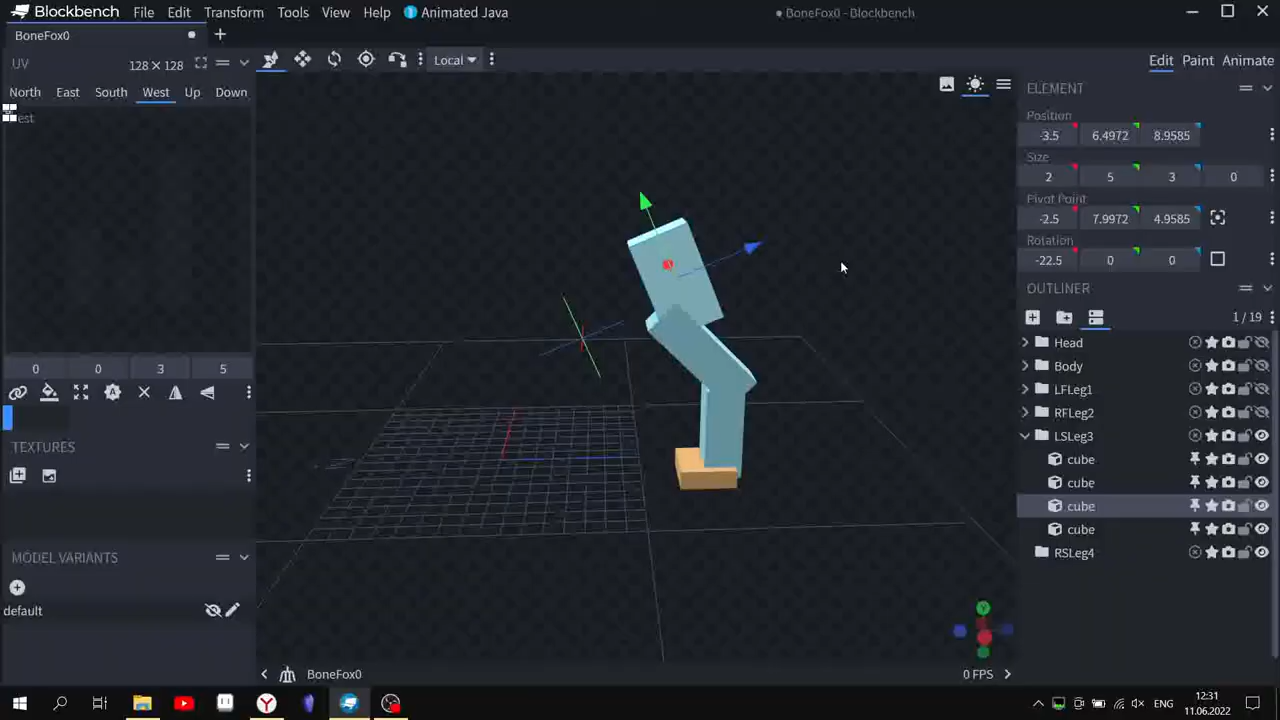 Blockbench File Edit Transform Tools View Help Animated Java
BoneFox0 - Blockbench
BoneFox0
UV 128 × 128
Local
Edit Paint Animate
North East South West Up Down
ELEMENT
Position
-3.5 6.4972 8.9585
Size
2 5 3 0
Pivot Point
-2.5 7.9972 4.9585
Rotation
-22.5 0 0
OUTLINER
1 / 19
Head
Body
LFLeg1
RFLeg2
LSLeg3
cube
cube
cube
cube
RSLeg4
0 0 3 5
TEXTURES
MODEL VARIANTS
default
Y
BoneFox0
0 FPS
ENG
12:31
11.06.2022